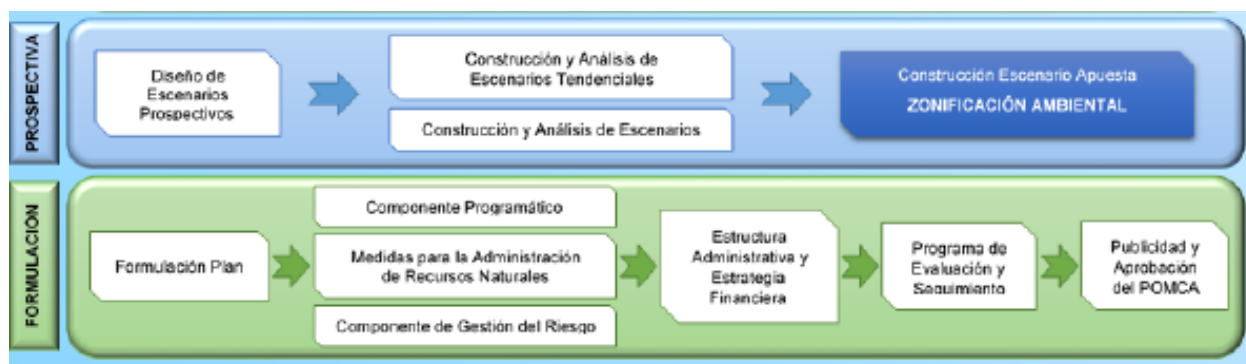 PROSPECTIVA
Diseño de
Escenarios
Prospectivos
Construcción y Análisis de
Escenarios Tendenciales
Construcción y Análisis de Escenarios
Construcción Escenario Apuesta
ZONIFICACIÓN AMBIENTAL
FORMULACIÓN
Formulación Plan
Componente Programático
Medidas para la Administración
de Recursos Naturales
Componente de Gestión del Riesgo
Estructura
Administrativa y
Estrategia
Financiera
Programa de
Evaluación y
Seguimiento
Publicidad y
Aprobación
del POMCA